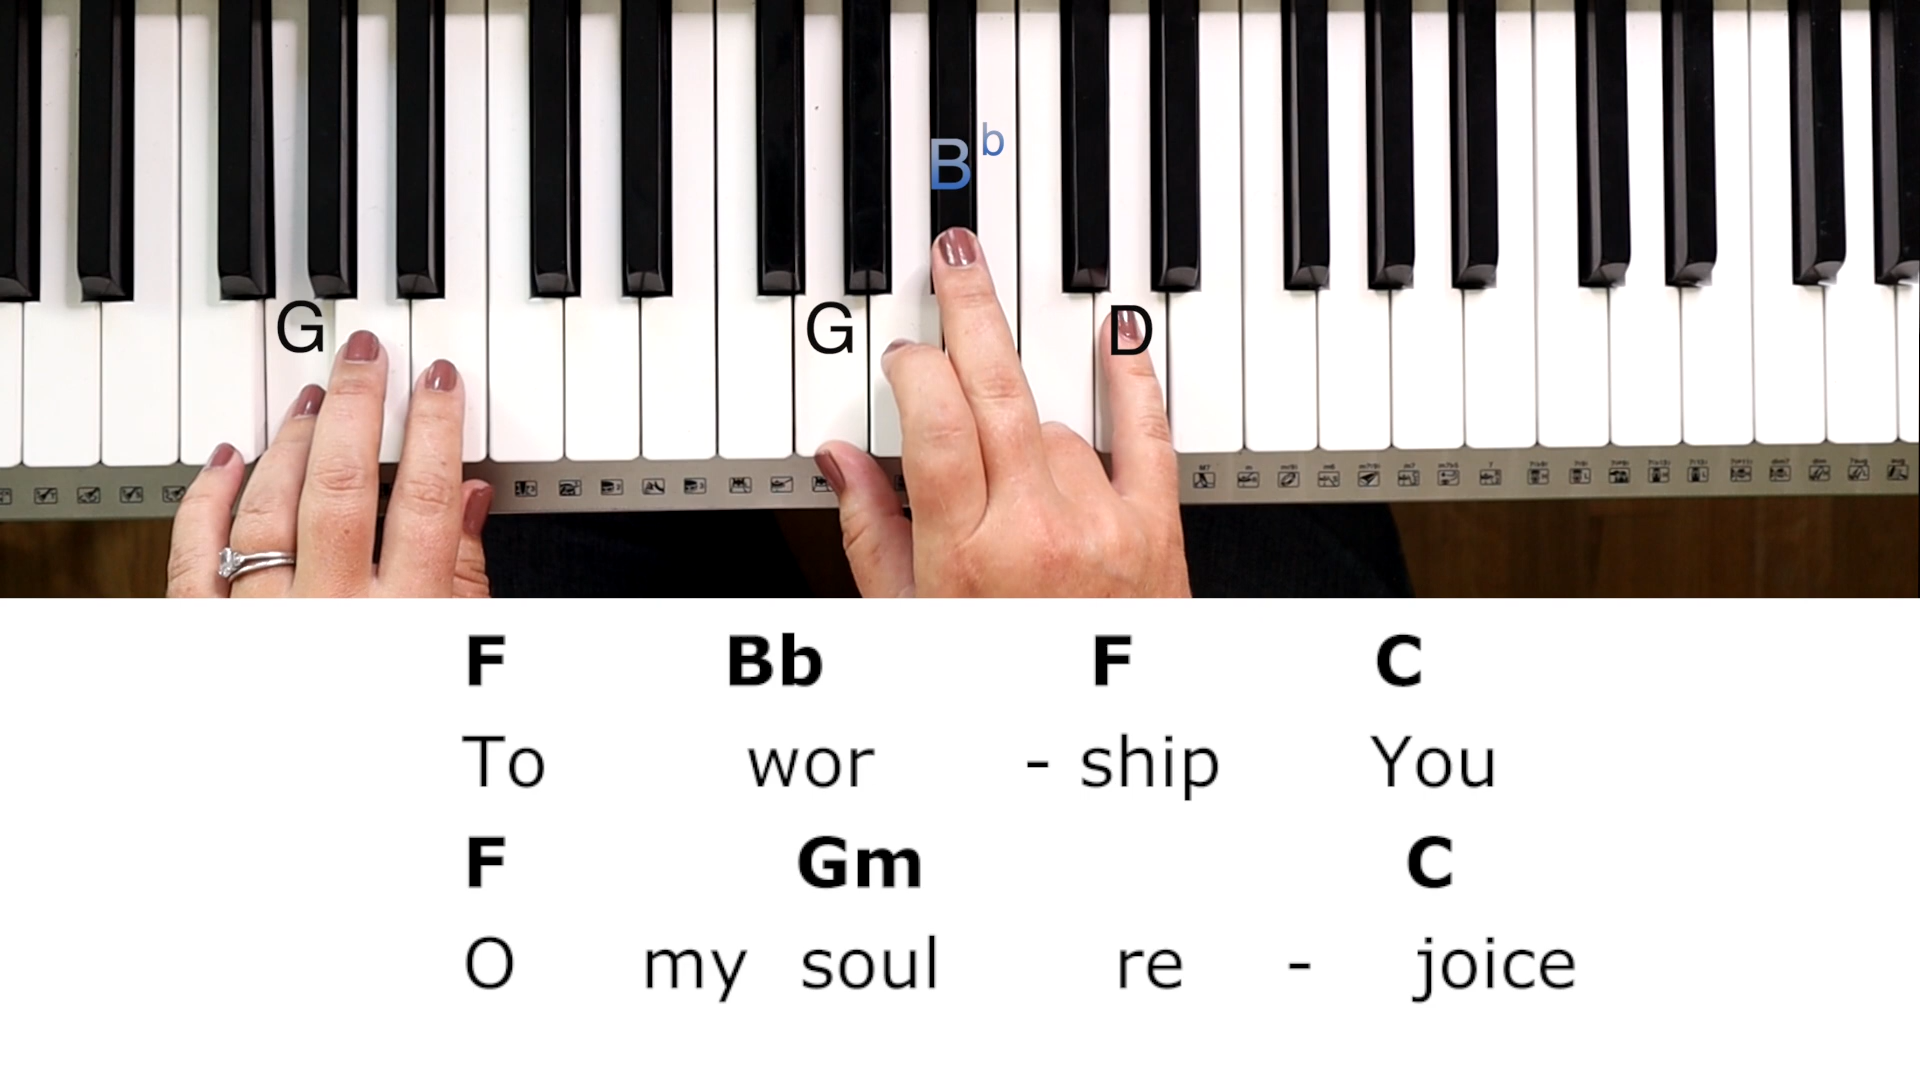 B b
G G D
F Bb F C
To wor - ship You
F Gm C
O my soul re - joice